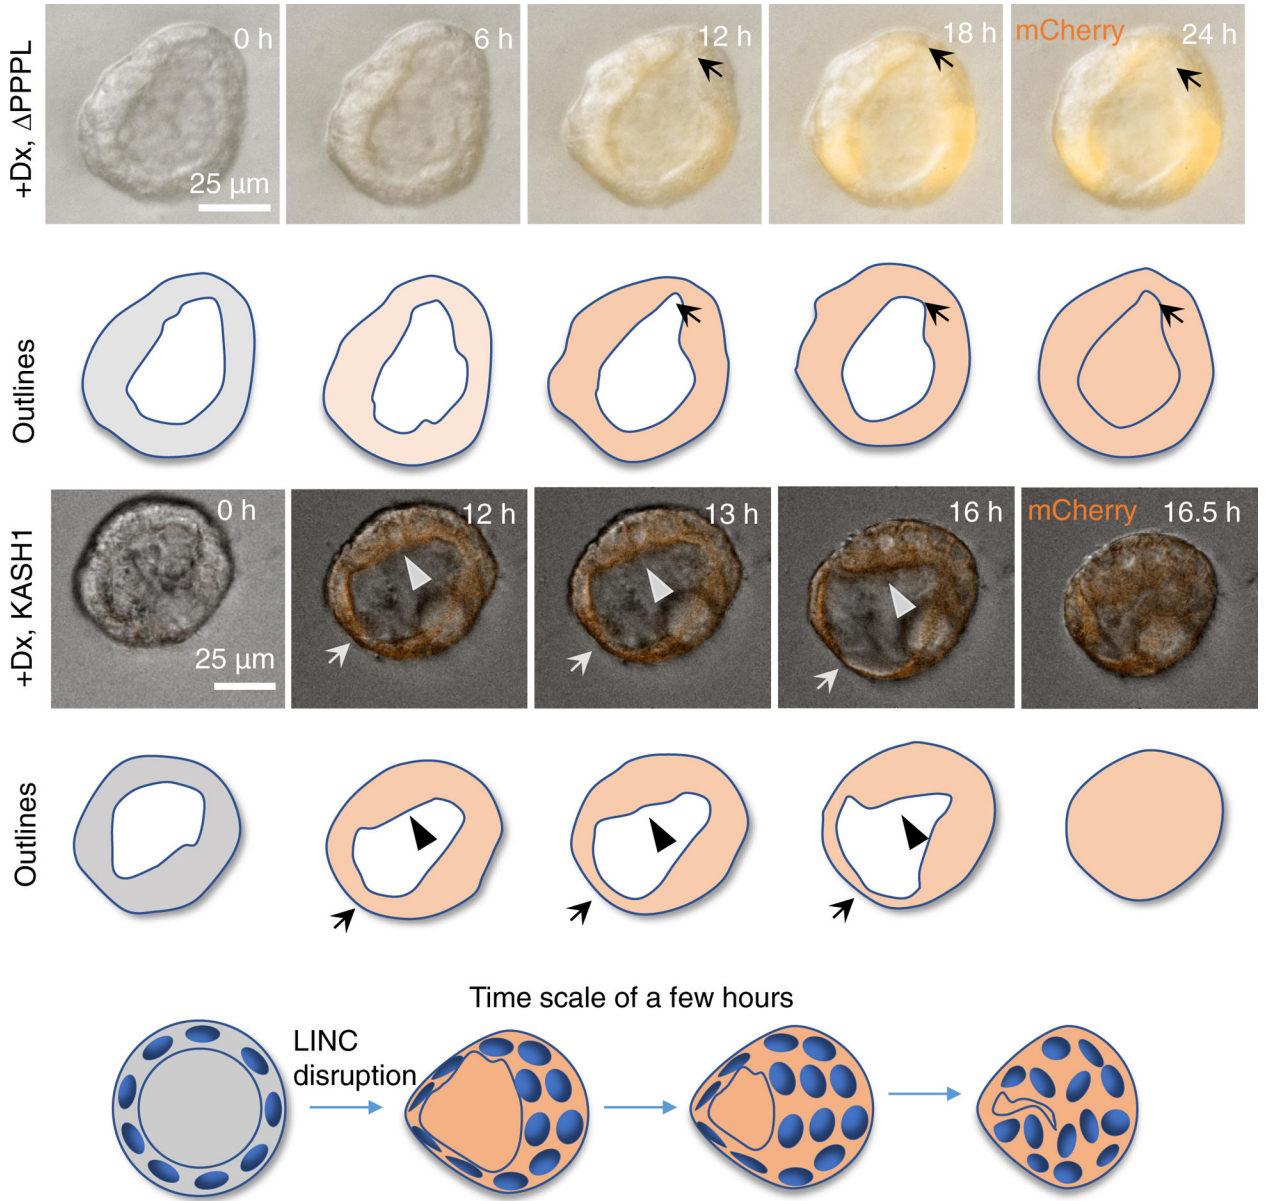 +Dx, ΔPPPL
0 h
25 µm
6 h
12 h
18 h
mCherry
24 h
Outlines
+Dx, KASH1
0 h
25 µm
12 h
13 h
16 h
mCherry
16.5 h
Outlines
Time scale of a few hours
LINC
disruption